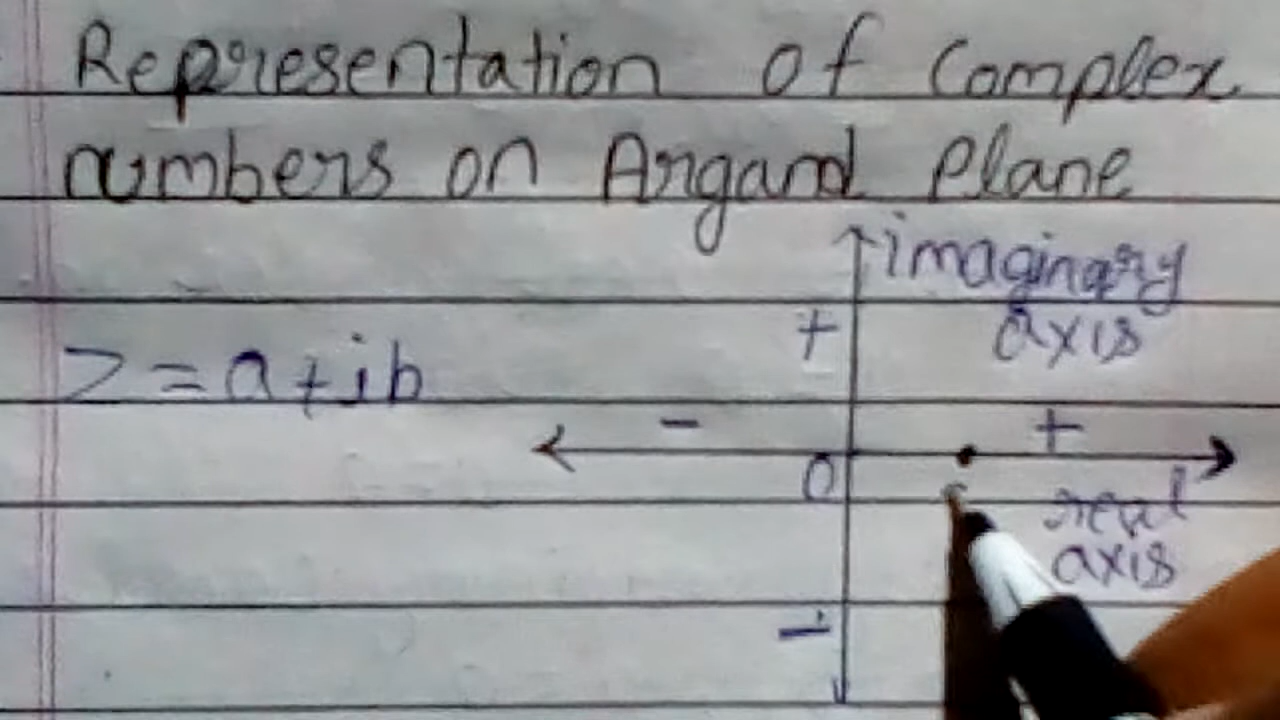 Representation of Complex
numbers on Argand Plane
imaginary
axis
+
z = a + ib
- +
0
real
axis
-